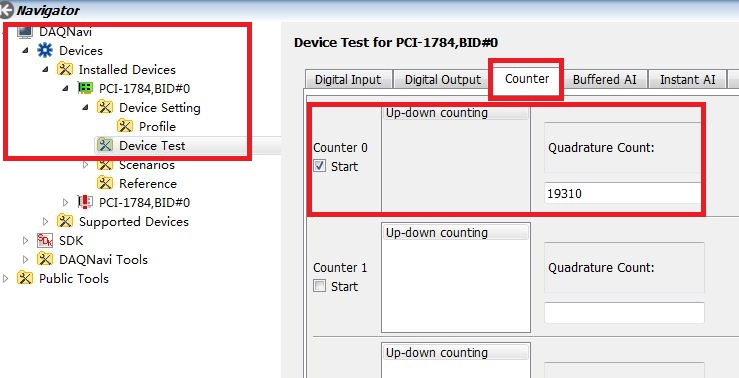 Navigator
DAQNavi
Devices
Installed Devices
PCI-1784,BID#0
Device Setting
Profile
Device Test
Scenarios
Reference
PCI-1784,BID#0
Supported Devices
SDK
DAQNavi Tools
Public Tools
Device Test for PCI-1784,BID#0
Digital Input Digital Output Counter Buffered AI Instant AI
Up-down counting
Counter 0
Start
Quadrature Count:
19310
Up-down counting
Counter 1
Start
Quadrature Count:
Up-down counting